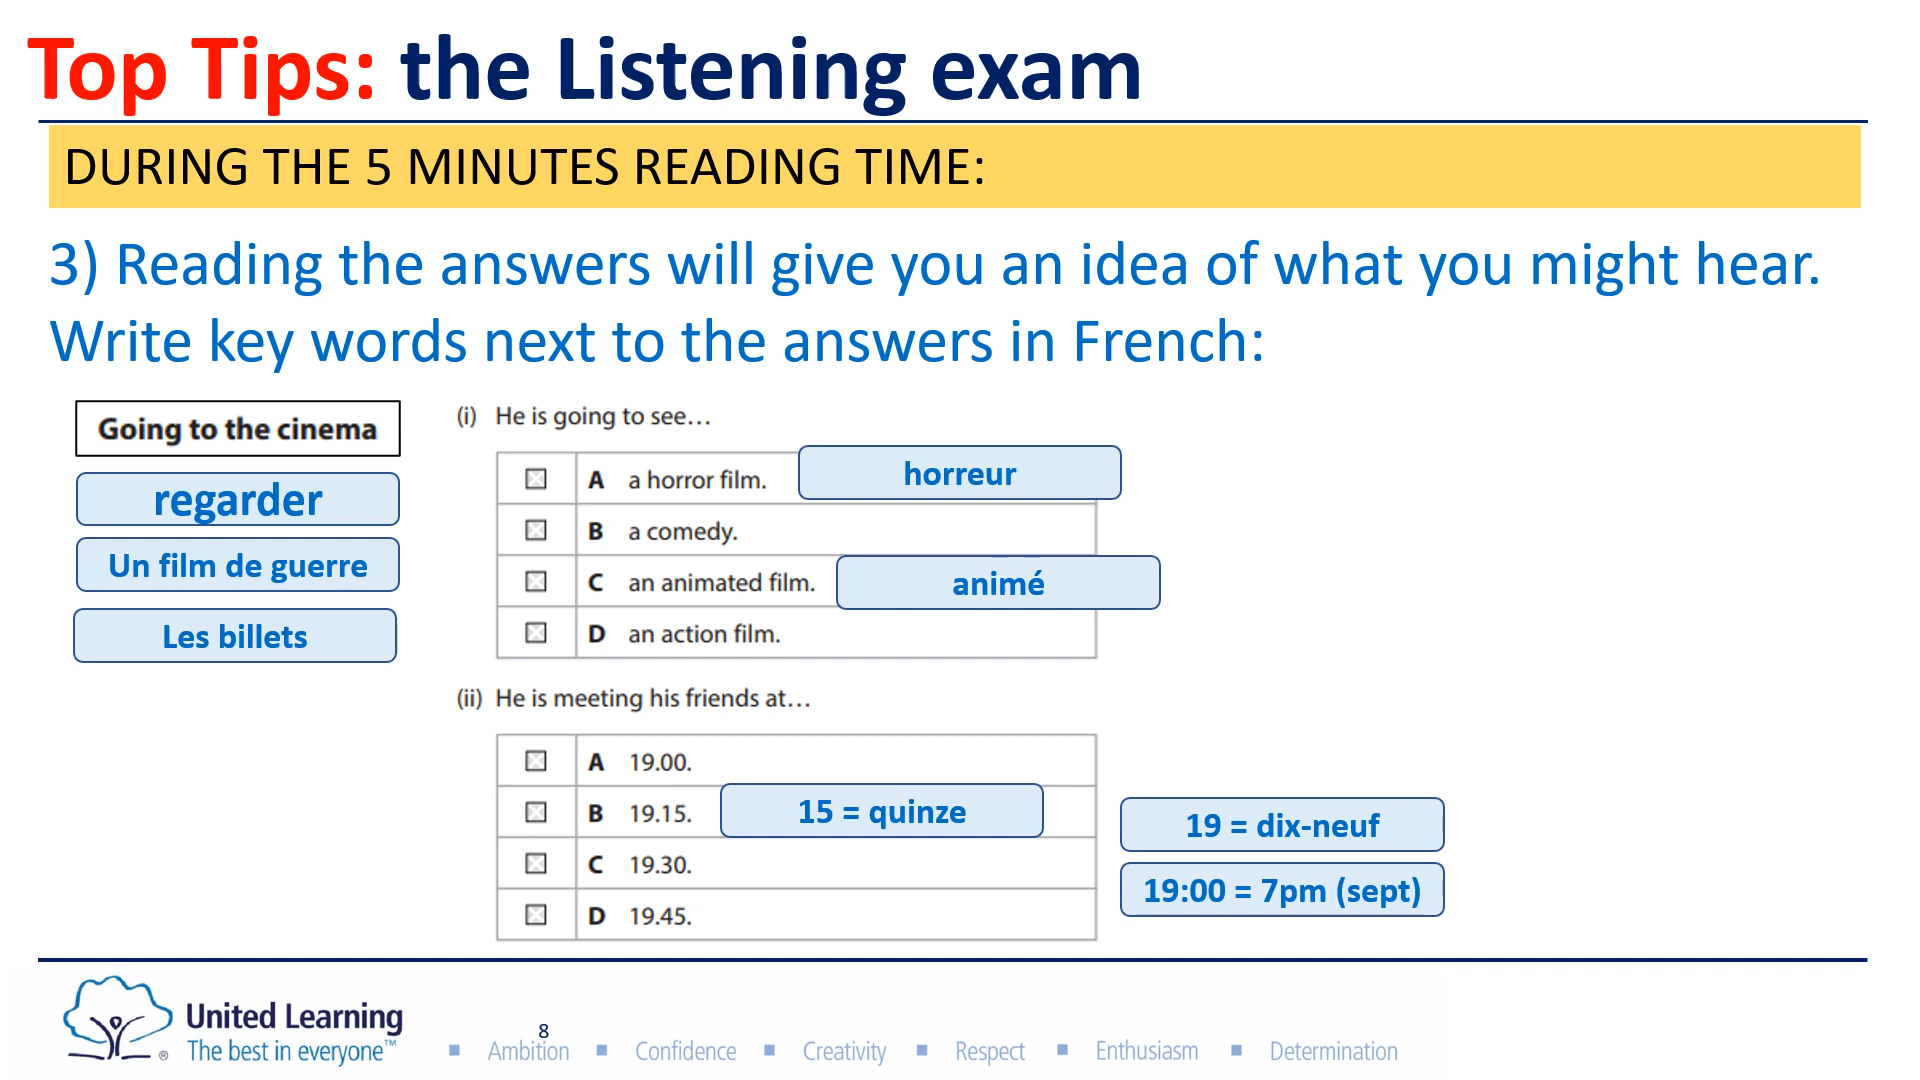 Top Tips: the Listening exam
DURING THE 5 MINUTES READING TIME:
3) Reading the answers will give you an idea of what you might hear.
Write key words next to the answers in French:
Going to the cinema
regarder
Un film de guerre
Les billets
(i) He is going to see...
A a horror film.
horreur
B a comedy.
C an animated film.
animé
D an action film.
(ii) He is meeting his friends at...
A 19.00.
B 19.15.
15 = quinze
C 19.30.
D 19.45.
19 = dix-neuf
19:00 = 7pm (sept)
United Learning
The best in everyone™
®
8
▪ Ambition ▪ Confidence ▪ Creativity ▪ Respect ▪ Enthusiasm ▪ Determination